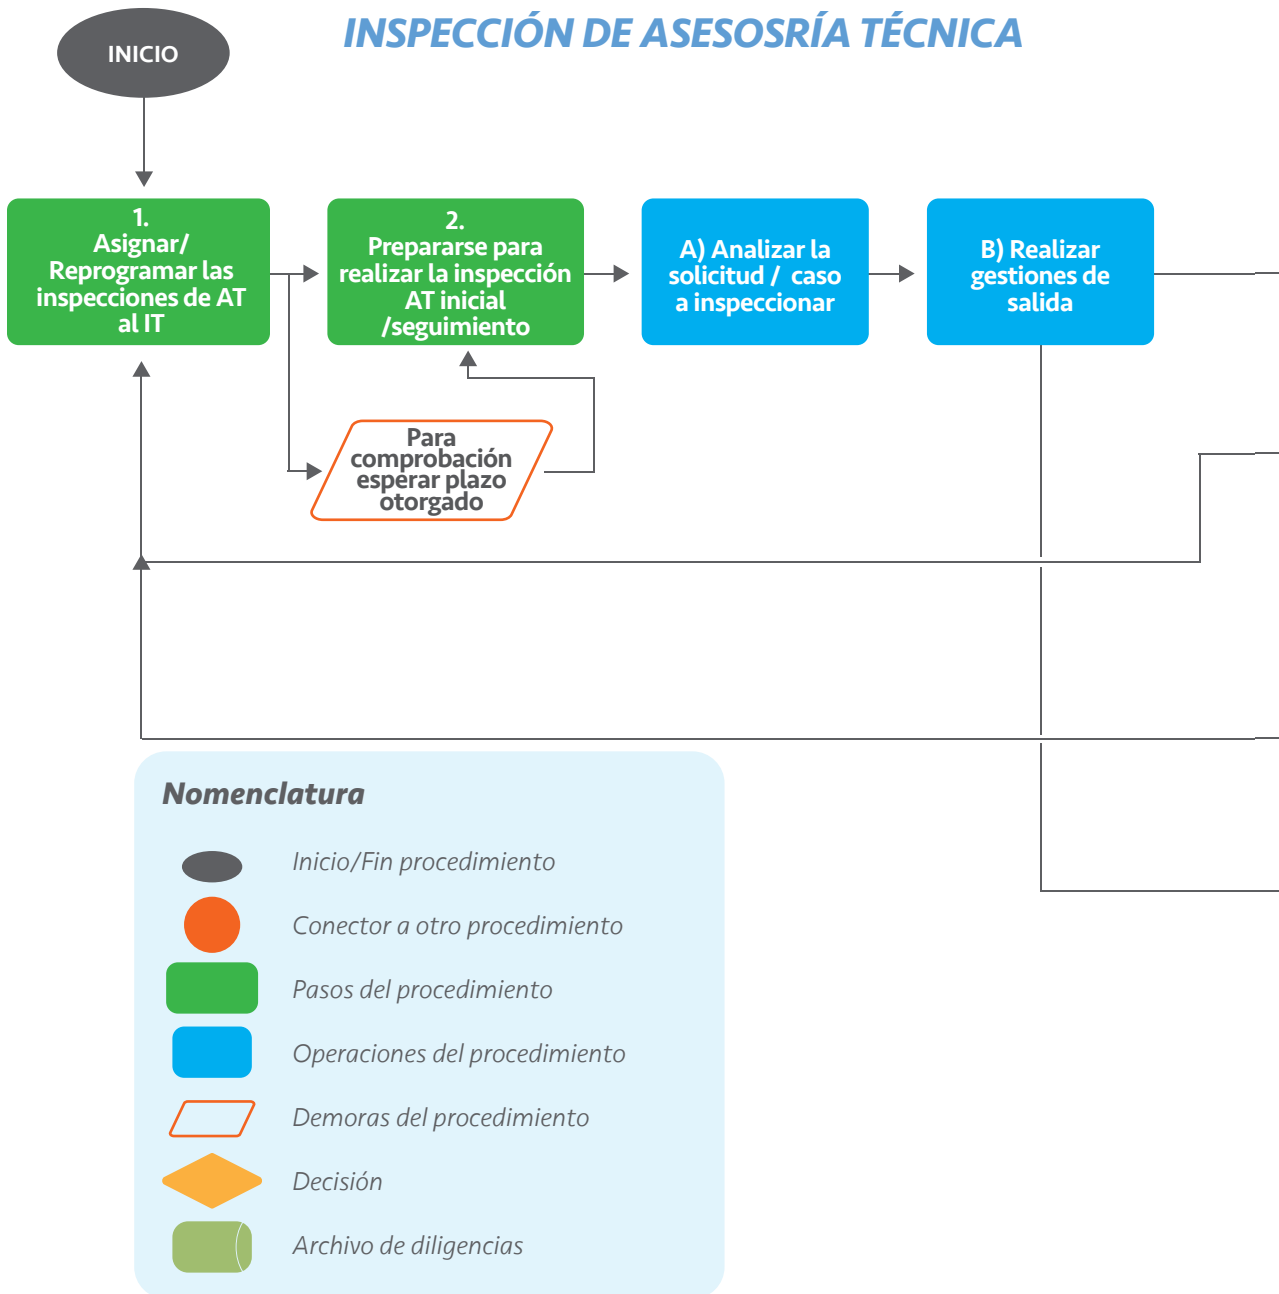 INICIO
INSPECCIÓN DE ASESOSRÍA TÉCNICA
1.
Asignar/
Reprogramar las
inspecciones de AT
al IT
2.
Prepararse para
realizar la inspección
AT inicial
/seguimiento
A) Analizar la
solicitud / caso
a inspeccionar
B) Realizar
gestiones de
salida
Para
comprobación
esperar plazo
otorgado
Nomenclatura
Inicio/Fin procedimiento
Conector a otro procedimiento
Pasos del procedimiento
Operaciones del procedimiento
Demoras del procedimiento
Decisión
Archivo de diligencias